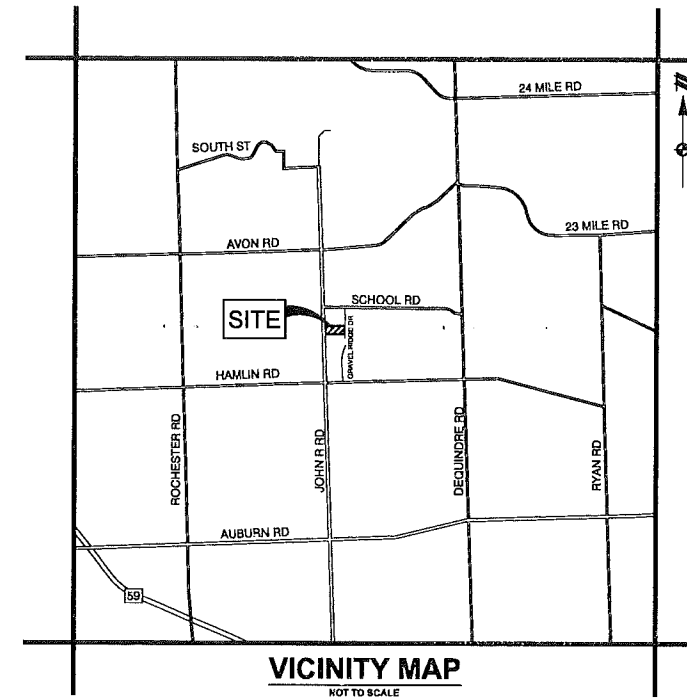 24 MILE RD
SOUTH ST
23 MILE RD
AVON RD
SCHOOL RD
SITE
GRAVEL RIDGE DR
HAMLIN RD
ROCHESTER RD
JOHN R RD
DEQUINDRE RD
RYAN RD
AUBURN RD
59
VICINITY MAP
NOT TO SCALE